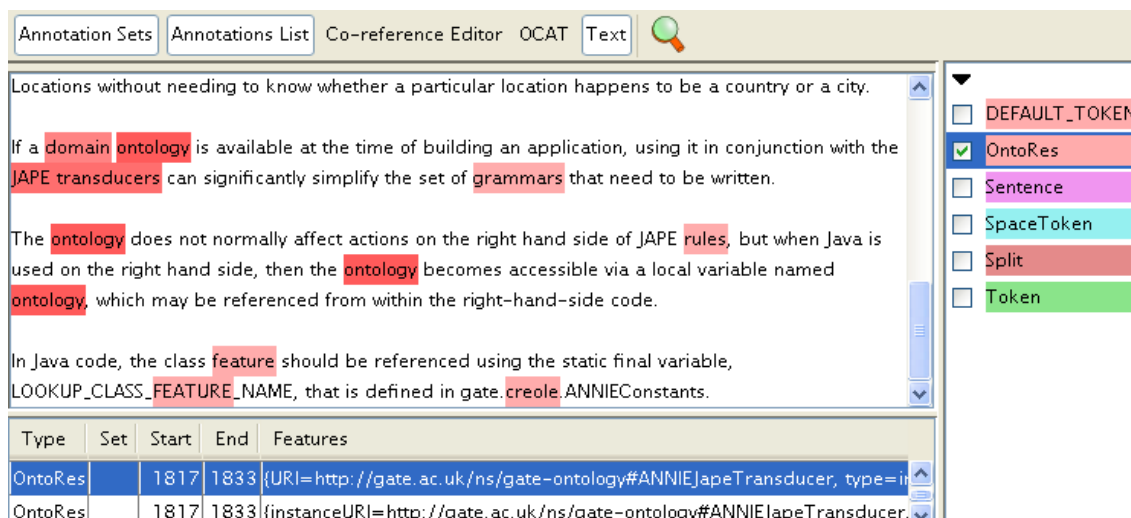 Annotation Sets Annotations List Co-reference Editor OCAT Text
Locations without needing to know whether a particular location happens to be a country or a city.
If a domain ontology is available at the time of building an application, using it in conjunction with the
JAPE transducers can significantly simplify the set of grammars that need to be written.
The ontology does not normally affect actions on the right hand side of JAPE rules, but when Java is
used on the right hand side, then the ontology becomes accessible via a local variable named
ontology, which may be referenced from within the right-hand-side code.
In Java code, the class feature should be referenced using the static final variable,
LOOKUP_CLASS_FEATURE_NAME, that is defined in gate.creole.ANNIEConstants.
DEFAULT_TOKEN
OntoRes
Sentence
SpaceToken
Split
Token
Type Set Start End Features
OntoRes 1817 1833 {URI=http://gate.ac.uk/ns/gate-ontology#ANNIEJapeTransducer, type=in
OntoRes 1817 1833 {instanceURI=http://gate.ac.uk/ns/gate-ontology#ANNIEJapeTransducer,